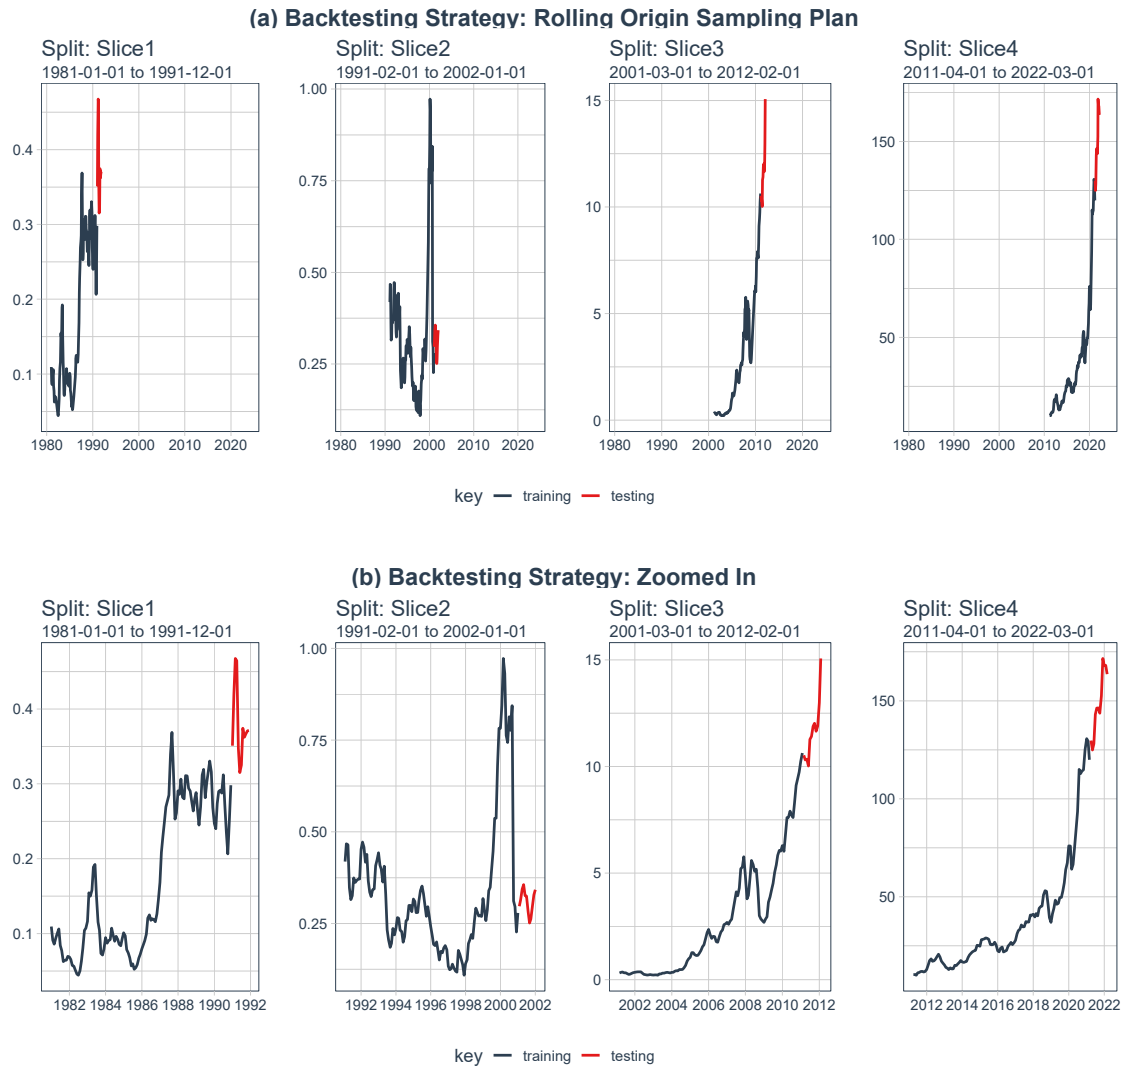 (a) Backtesting Strategy: Rolling Origin Sampling Plan
Split: Slice1
1981-01-01 to 1991-12-01
0.4
0.3
0.2
0.1
1980 1990 2000 2010 2020
Split: Slice2
1991-02-01 to 2002-01-01
1.00
0.75
0.50
0.25
1980 1990 2000 2010 2020
Split: Slice3
2001-03-01 to 2012-02-01
15
10
5
0
1980 1990 2000 2010 2020
Split: Slice4
2011-04-01 to 2022-03-01
150
100
50
1980 1990 2000 2010 2020
key training testing
(b) Backtesting Strategy: Zoomed In
Split: Slice1
1981-01-01 to 1991-12-01
0.4
0.3
0.2
0.1
1982 1984 1986 1988 1990 1992
Split: Slice2
1991-02-01 to 2002-01-01
1.00
0.75
0.50
0.25
1992 1994 1996 1998 2000 2002
Split: Slice3
2001-03-01 to 2012-02-01
15
10
5
0
2002 2004 2006 2008 2010 2012
Split: Slice4
2011-04-01 to 2022-03-01
150
100
50
2012 2014 2016 2018 2020 2022
key training testing